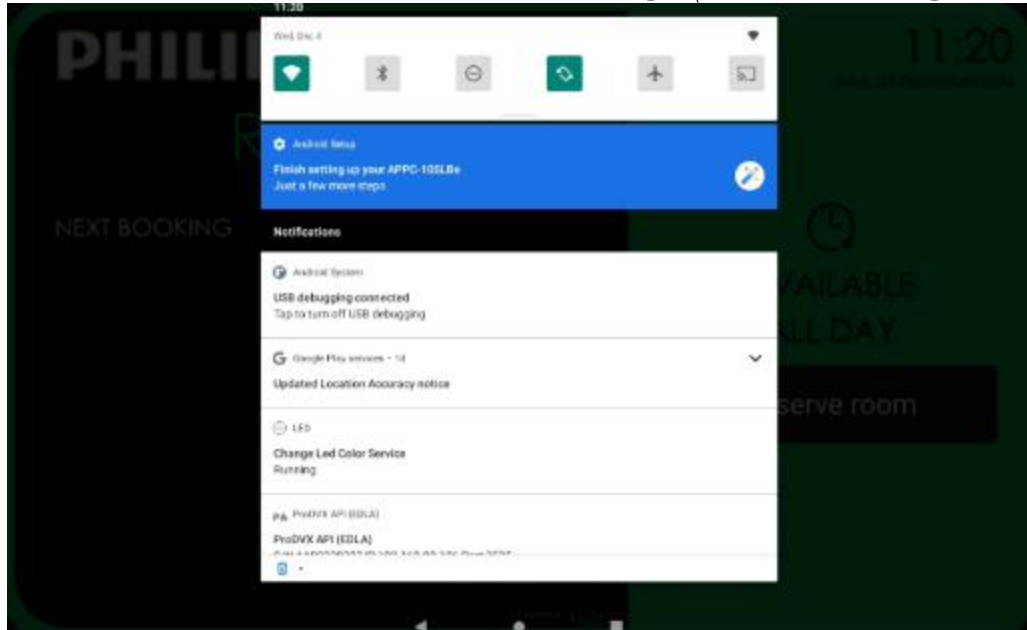 11:20
Wed, Dec 4
PHILI
11:20
R
Android Setup
Finish setting up your APPC-10SLBe
Just a few more steps
NEXT BOOKING
Notifications
Android System
USB debugging connected
Tap to turn off USB debugging
VAILABLE
LL DAY
Google Play services • 1d
Updated Location Accuracy notice
serve room
LED
Change Led Color Service
Running
PA ProDVX API (EDLA)
ProDVX API (EDLA)